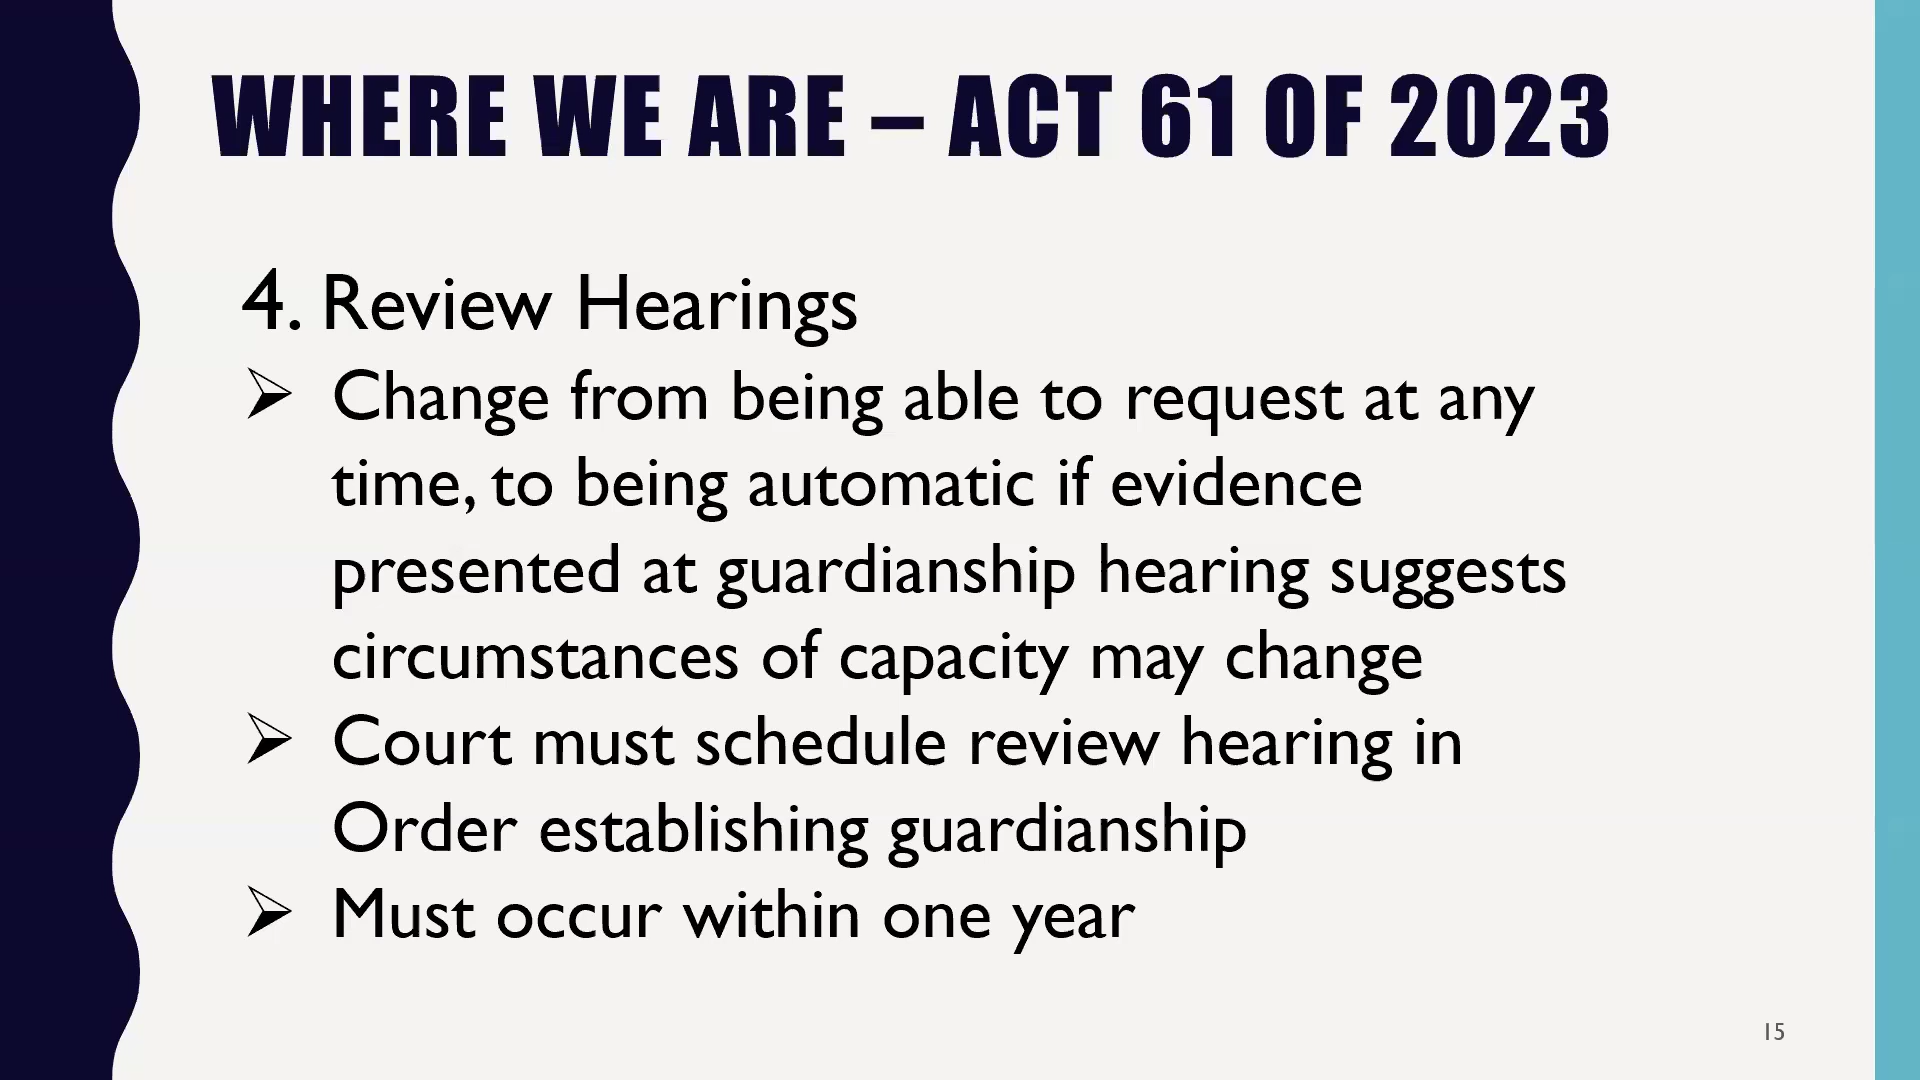 WHERE WE ARE – ACT 61 OF 2023
4. Review Hearings
➢ Change from being able to request at any
time, to being automatic if evidence
presented at guardianship hearing suggests
circumstances of capacity may change
➢ Court must schedule review hearing in
Order establishing guardianship
➢ Must occur within one year
15